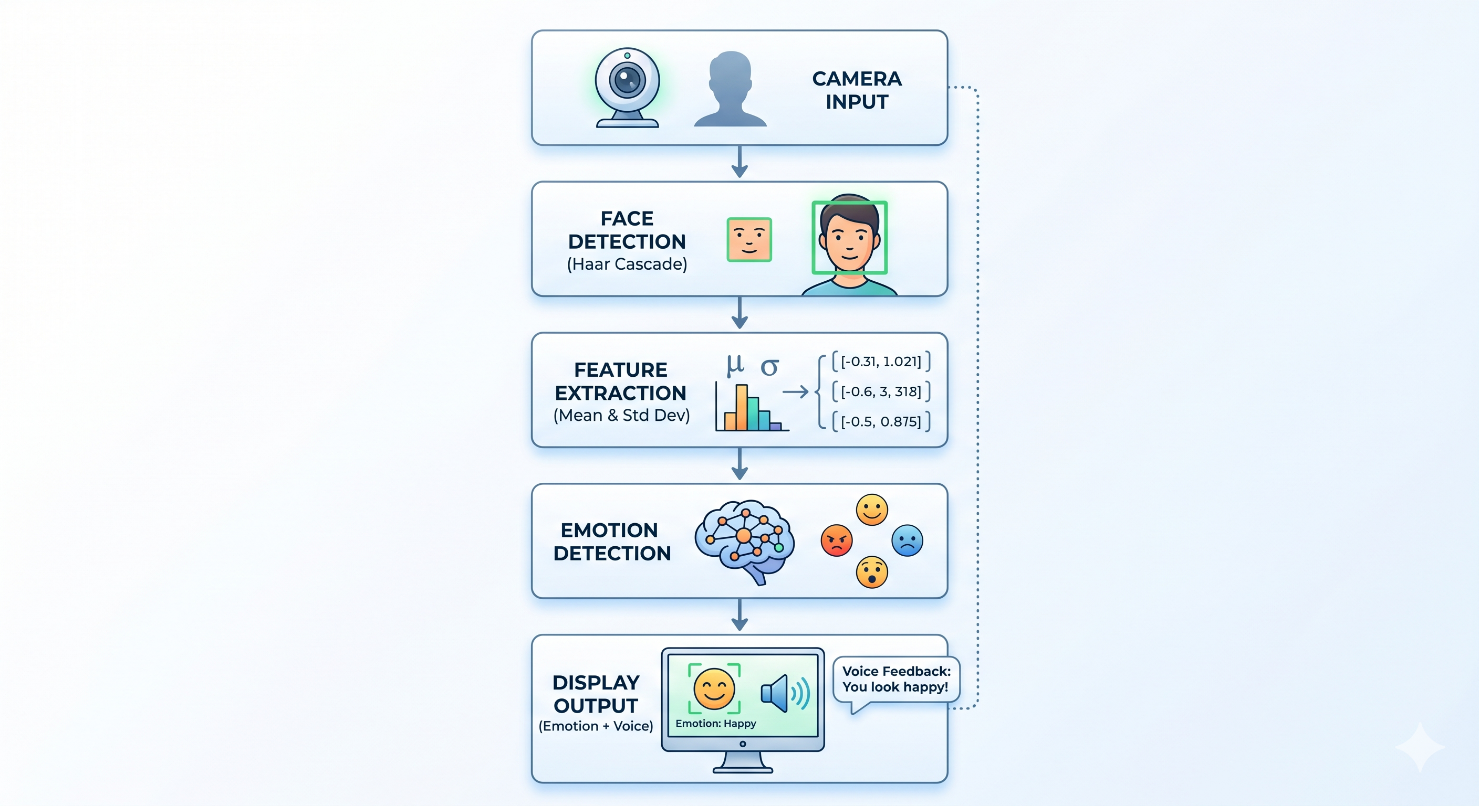 CAMERA
INPUT
FACE
DETECTION
(Haar Cascade)
FEATURE
EXTRACTION
(Mean & Std Dev)
μ σ
[-0.31, 1.021]
[-0.6, 3, 318]
[-0.5, 0.875]
EMOTION
DETECTION
DISPLAY
OUTPUT
(Emotion + Voice)
Emotion: Happy
Voice Feedback:
You look happy!